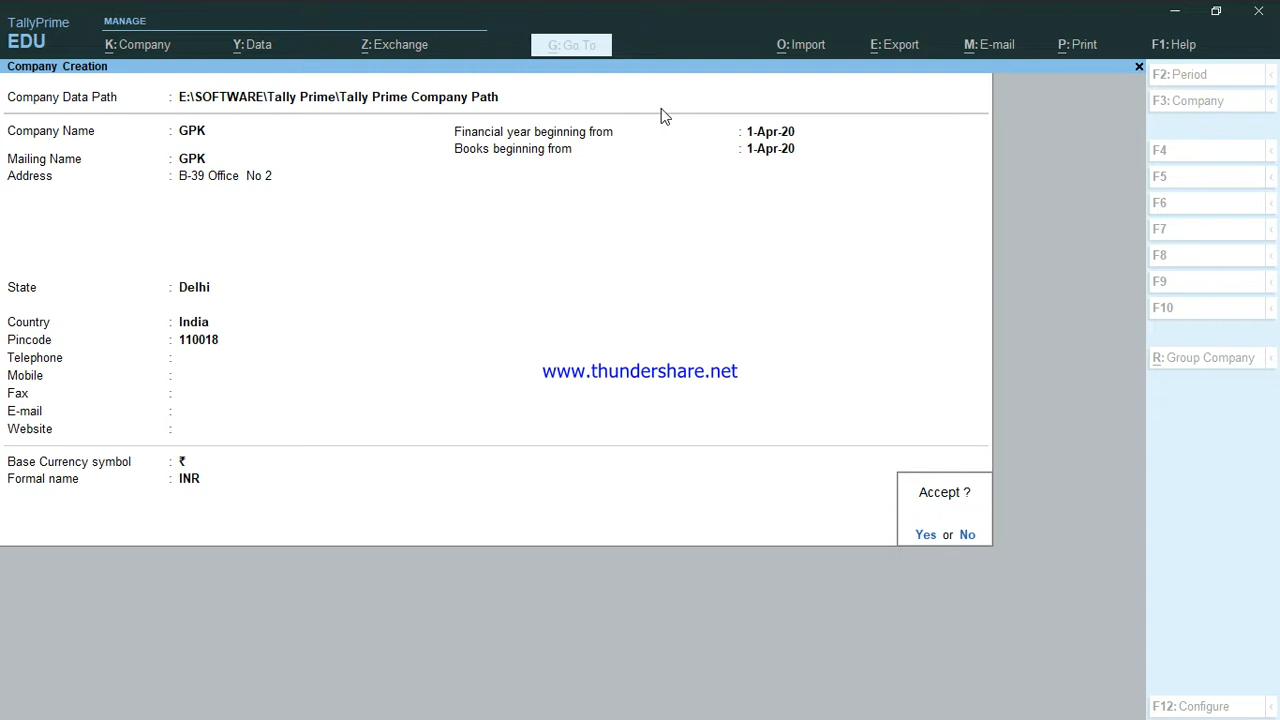 TallyPrime
EDU
MANAGE
K: Company
Y: Data
Z: Exchange
G: Go To
O: Import
E: Export
M: E-mail
P: Print
F1: Help
Company Creation
Company Data Path : E:\SOFTWARE\Tally Prime\Tally Prime Company Path
Company Name : GPK
Mailing Name : GPK
Address : B-39 Office No 2
Financial year beginning from : 1-Apr-20
Books beginning from : 1-Apr-20
State : Delhi
Country : India
Pincode : 110018
Telephone :
Mobile :
Fax :
E-mail :
Website :
www.thundershare.net
Base Currency symbol : ₹
Formal name : INR
Accept ?
Yes or No
F2: Period
F3: Company
F4
F5
F6
F7
F8
F9
F10
R: Group Company
F12: Configure